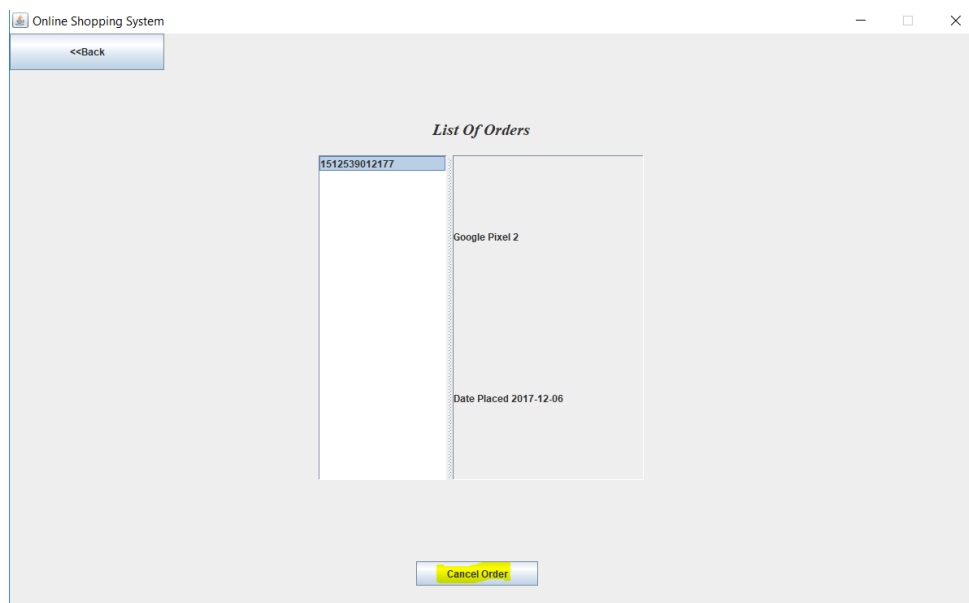 Online Shopping System
<<Back
List Of Orders
1512539012177
Google Pixel 2
Date Placed 2017-12-06
Cancel Order